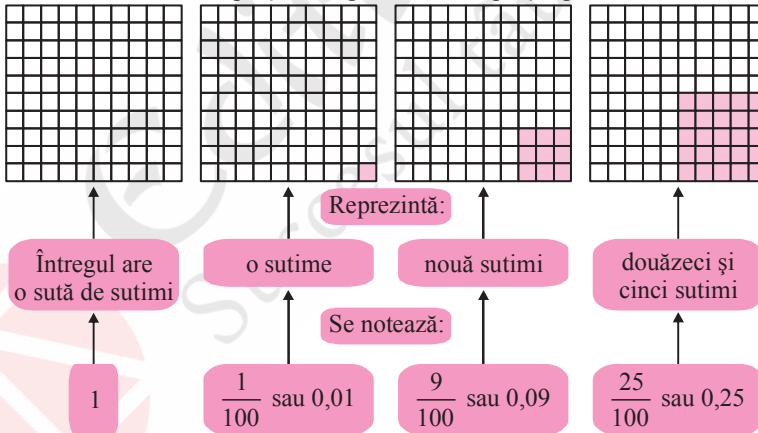 Reprezintă:
Întregul are
o sută de sutimi
o sutime
nouă sutimi
douăzeci şi
cinci sutimi
Se notează:
1
1/100 sau 0,01
9/100 sau 0,09
25/100 sau 0,25